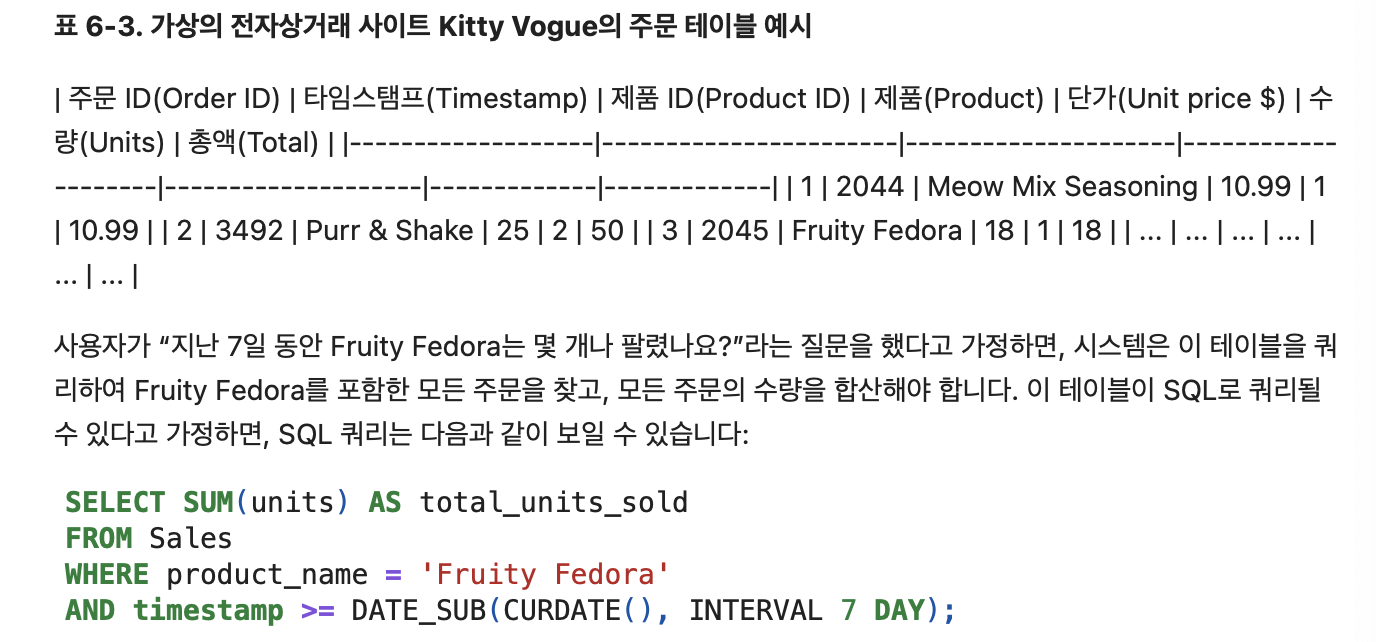 표 6-3. 가상의 전자상거래 사이트 Kitty Vogue의 주문 테이블 예시
| 주문 ID(Order ID) | 타임스탬프(Timestamp) | 제품 ID(Product ID) | 제품(Product) | 단가(Unit price $) | 수
량(Units) | 총액(Total) | |-------------------|-----------------------|---------------------|------------
--------|--------------------|-------------|-------------| | 1 | 2044 | Meow Mix Seasoning | 10.99 | 1
| 10.99 | | 2 | 3492 | Purr & Shake | 25 | 2 | 50 | | 3 | 2045 | Fruity Fedora | 18 | 1 | 18 | | ... | ... | ... | ... |
... | ... |
사용자가 “지난 7일 동안 Fruity Fedora는 몇 개나 팔렸나요?”라는 질문을 했다고 가정하면, 시스템은 이 테이블을 쿼
리하여 Fruity Fedora를 포함한 모든 주문을 찾고, 모든 주문의 수량을 합산해야 합니다. 이 테이블이 SQL로 쿼리될
수 있다고 가정하면, SQL 쿼리는 다음과 같이 보일 수 있습니다:
SELECT SUM(units) AS total_units_sold
FROM Sales
WHERE product_name = 'Fruity Fedora'
AND timestamp >= DATE_SUB(CURDATE(), INTERVAL 7 DAY);